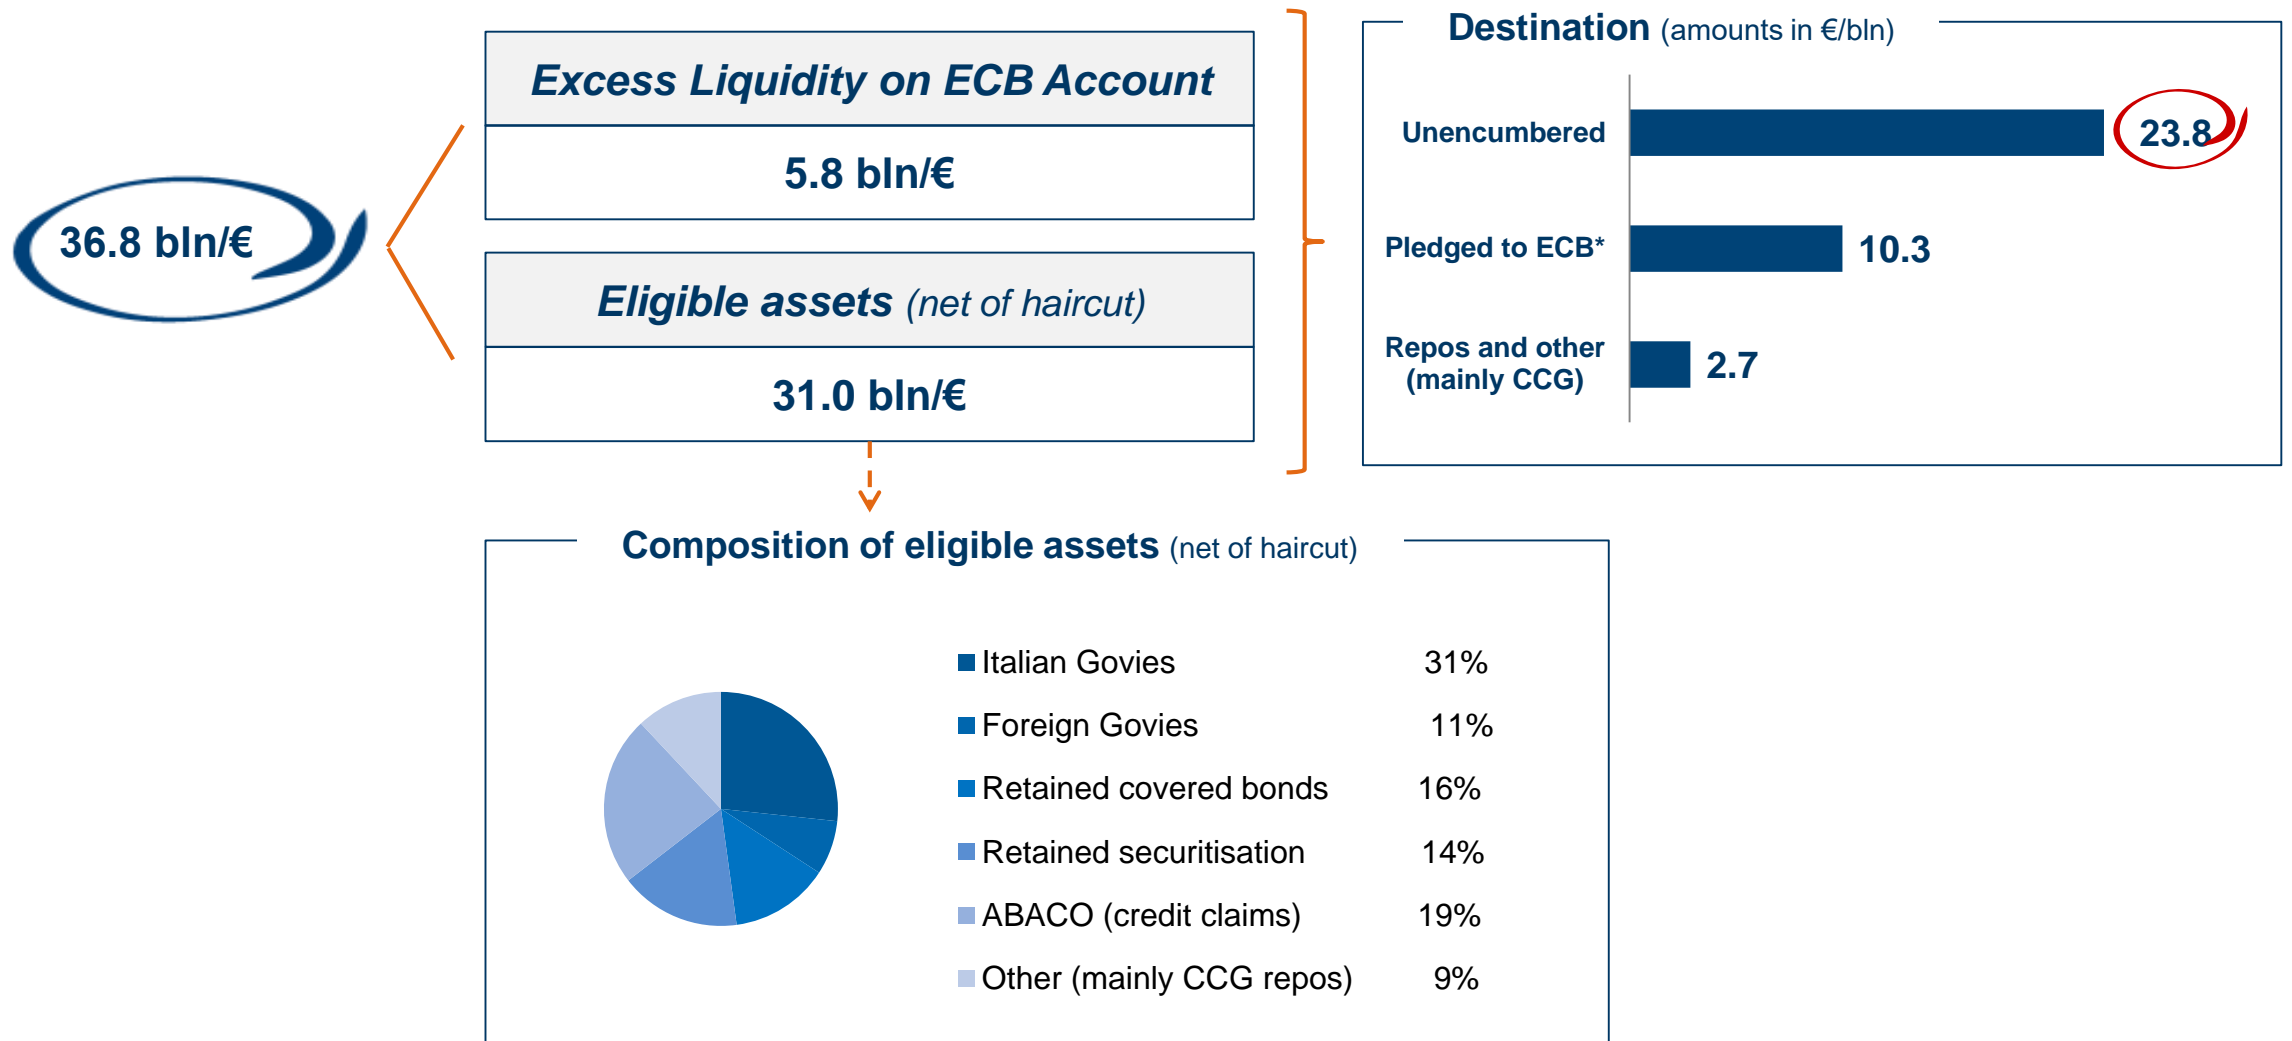 36.8 bln/€
Excess Liquidity on ECB Account
5.8 bln/€
Eligible assets (net of haircut)
31.0 bln/€
Destination (amounts in €/bln)
Unencumbered
23.8
Pledged to ECB*
10.3
Repos and other
(mainly CCG)
2.7
Composition of eligible assets (net of haircut)
Italian Govies 31%
Foreign Govies 11%
Retained covered bonds 16%
Retained securitisation 14%
ABACO (credit claims) 19%
Other (mainly CCG repos) 9%